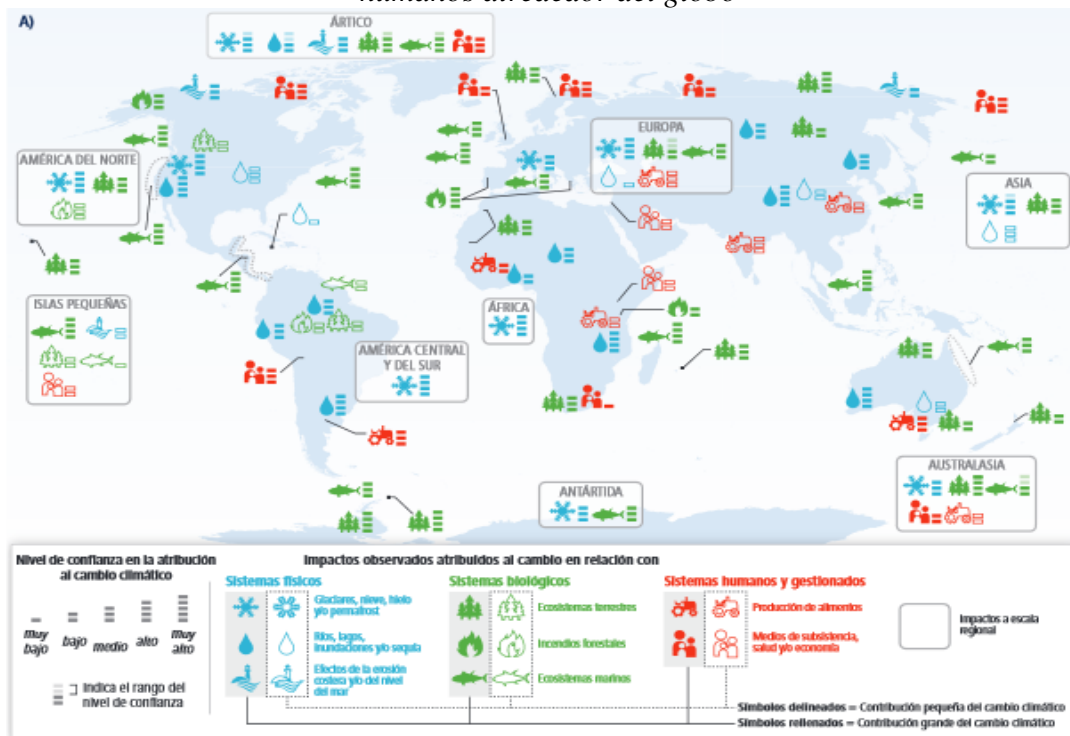 humanos alrededor del globo
A)
ÁRTICO
AMÉRICA DEL NORTE
EUROPA
ASIA
ISLAS PEQUEÑAS
ÁFRICA
AMÉRICA CENTRAL
Y DEL SUR
ANTÁRTIDA
AUSTRALASIA
Nivel de confianza en la atribución
al cambio climático
muy
bajo
bajo
medio
alto
muy
alto
Indica el rango del
nivel de confianza
Impactos observados atribuidos al cambio en relación con
Sistemas físicos
Glaciares, nieve, hielo
y/o permafrost
Ríos, lagos,
inundaciones y/o sequía
Efectos de la erosión
costera y/o del nivel
del mar
Sistemas biológicos
Ecosistemas terrestres
Incendios forestales
Ecosistemas marinos
Sistemas humanos y gestionados
Producción de alimentos
Medios de subsistencia,
salud y/o economía
Impactos a escala
regional
Símbolos delineados = Contribución pequeña del cambio climático
Símbolos rellenados = Contribución grande del cambio climático